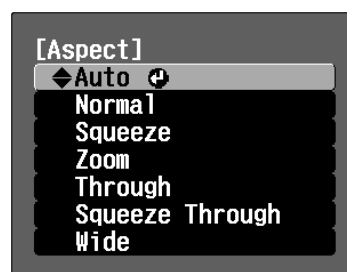 [Aspect]
Auto
Normal
Squeeze
Zoom
Through
Squeeze Through
Wide